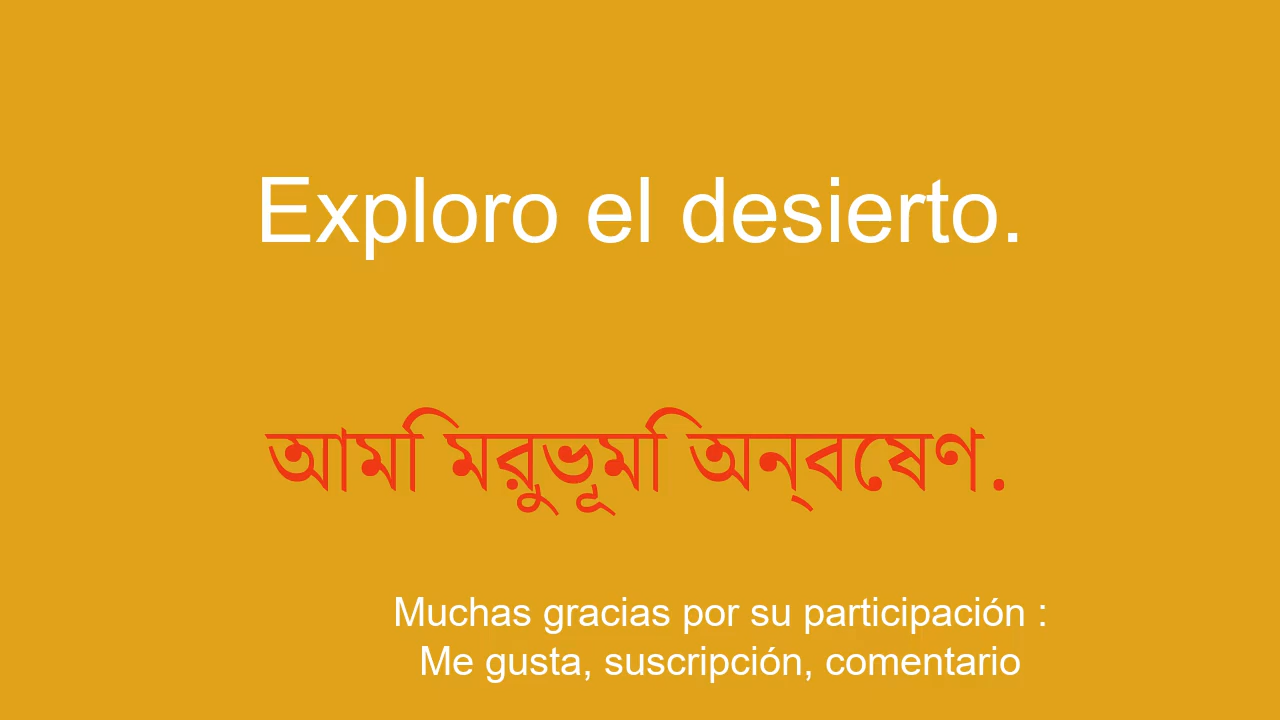 Exploro el desierto.
আমি মরুভূমি অন্বেষণ.
Muchas gracias por su participación :
Me gusta, suscripción, comentario